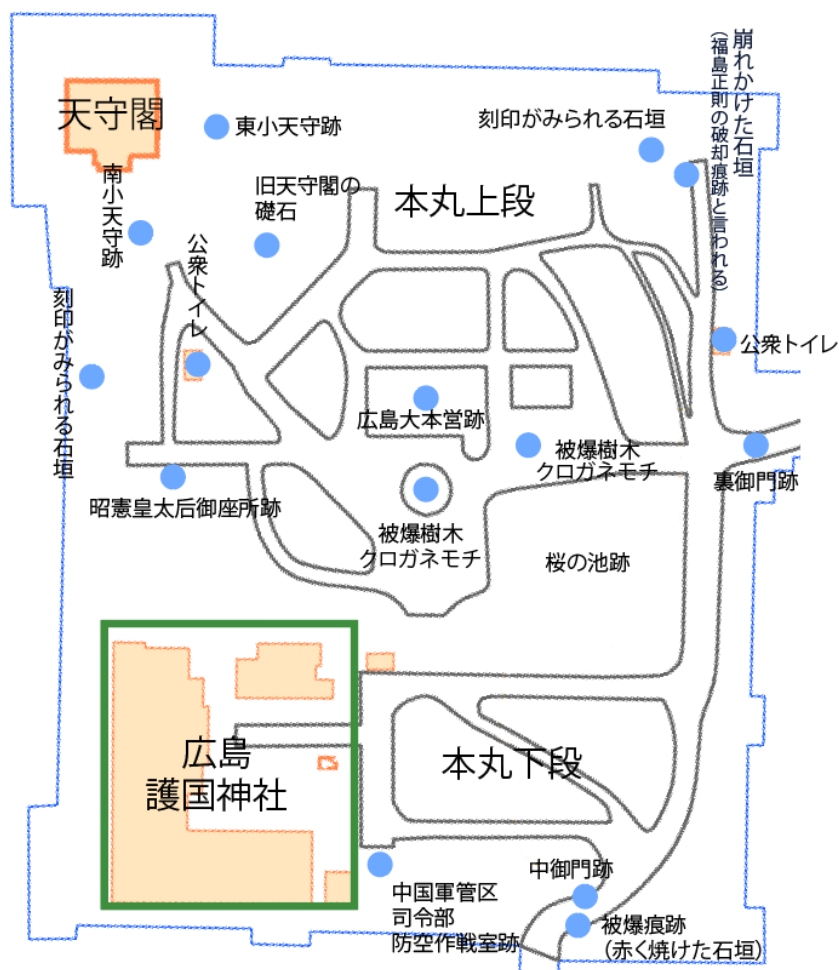 天守閣
東小天守跡
刻印がみられる石垣
崩れかけた石垣
(福島正則の破却痕跡と言われる)
南小天守跡
旧天守閣の
礎石
本丸上段
公衆トイレ
刻印がみられる石垣
公衆トイレ
広島大本営跡
被爆樹木
クロガネモチ
裏御門跡
昭憲皇太后御座所跡
被爆樹木
クロガネモチ
桜の池跡
広島
護国神社
本丸下段
中国軍管区
司令部
防空作戦室跡
中御門跡
被爆痕跡
(赤く焼けた石垣)